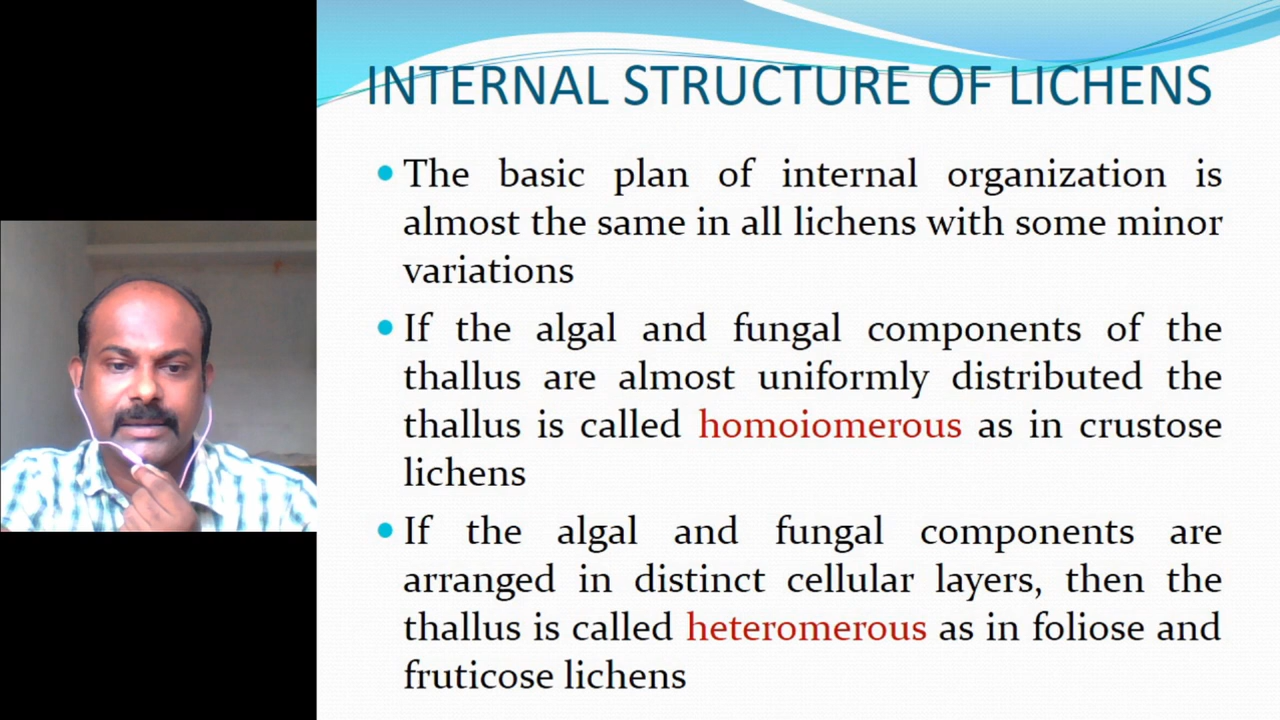 INTERNAL STRUCTURE OF LICHENS
• The basic plan of internal organization is
almost the same in all lichens with some minor
variations
• If the algal and fungal components of the
thallus are almost uniformly distributed the
thallus is called homoiomerous as in crustose
lichens
• If the algal and fungal components are
arranged in distinct cellular layers, then the
thallus is called heteromerous as in foliose and
fruticose lichens